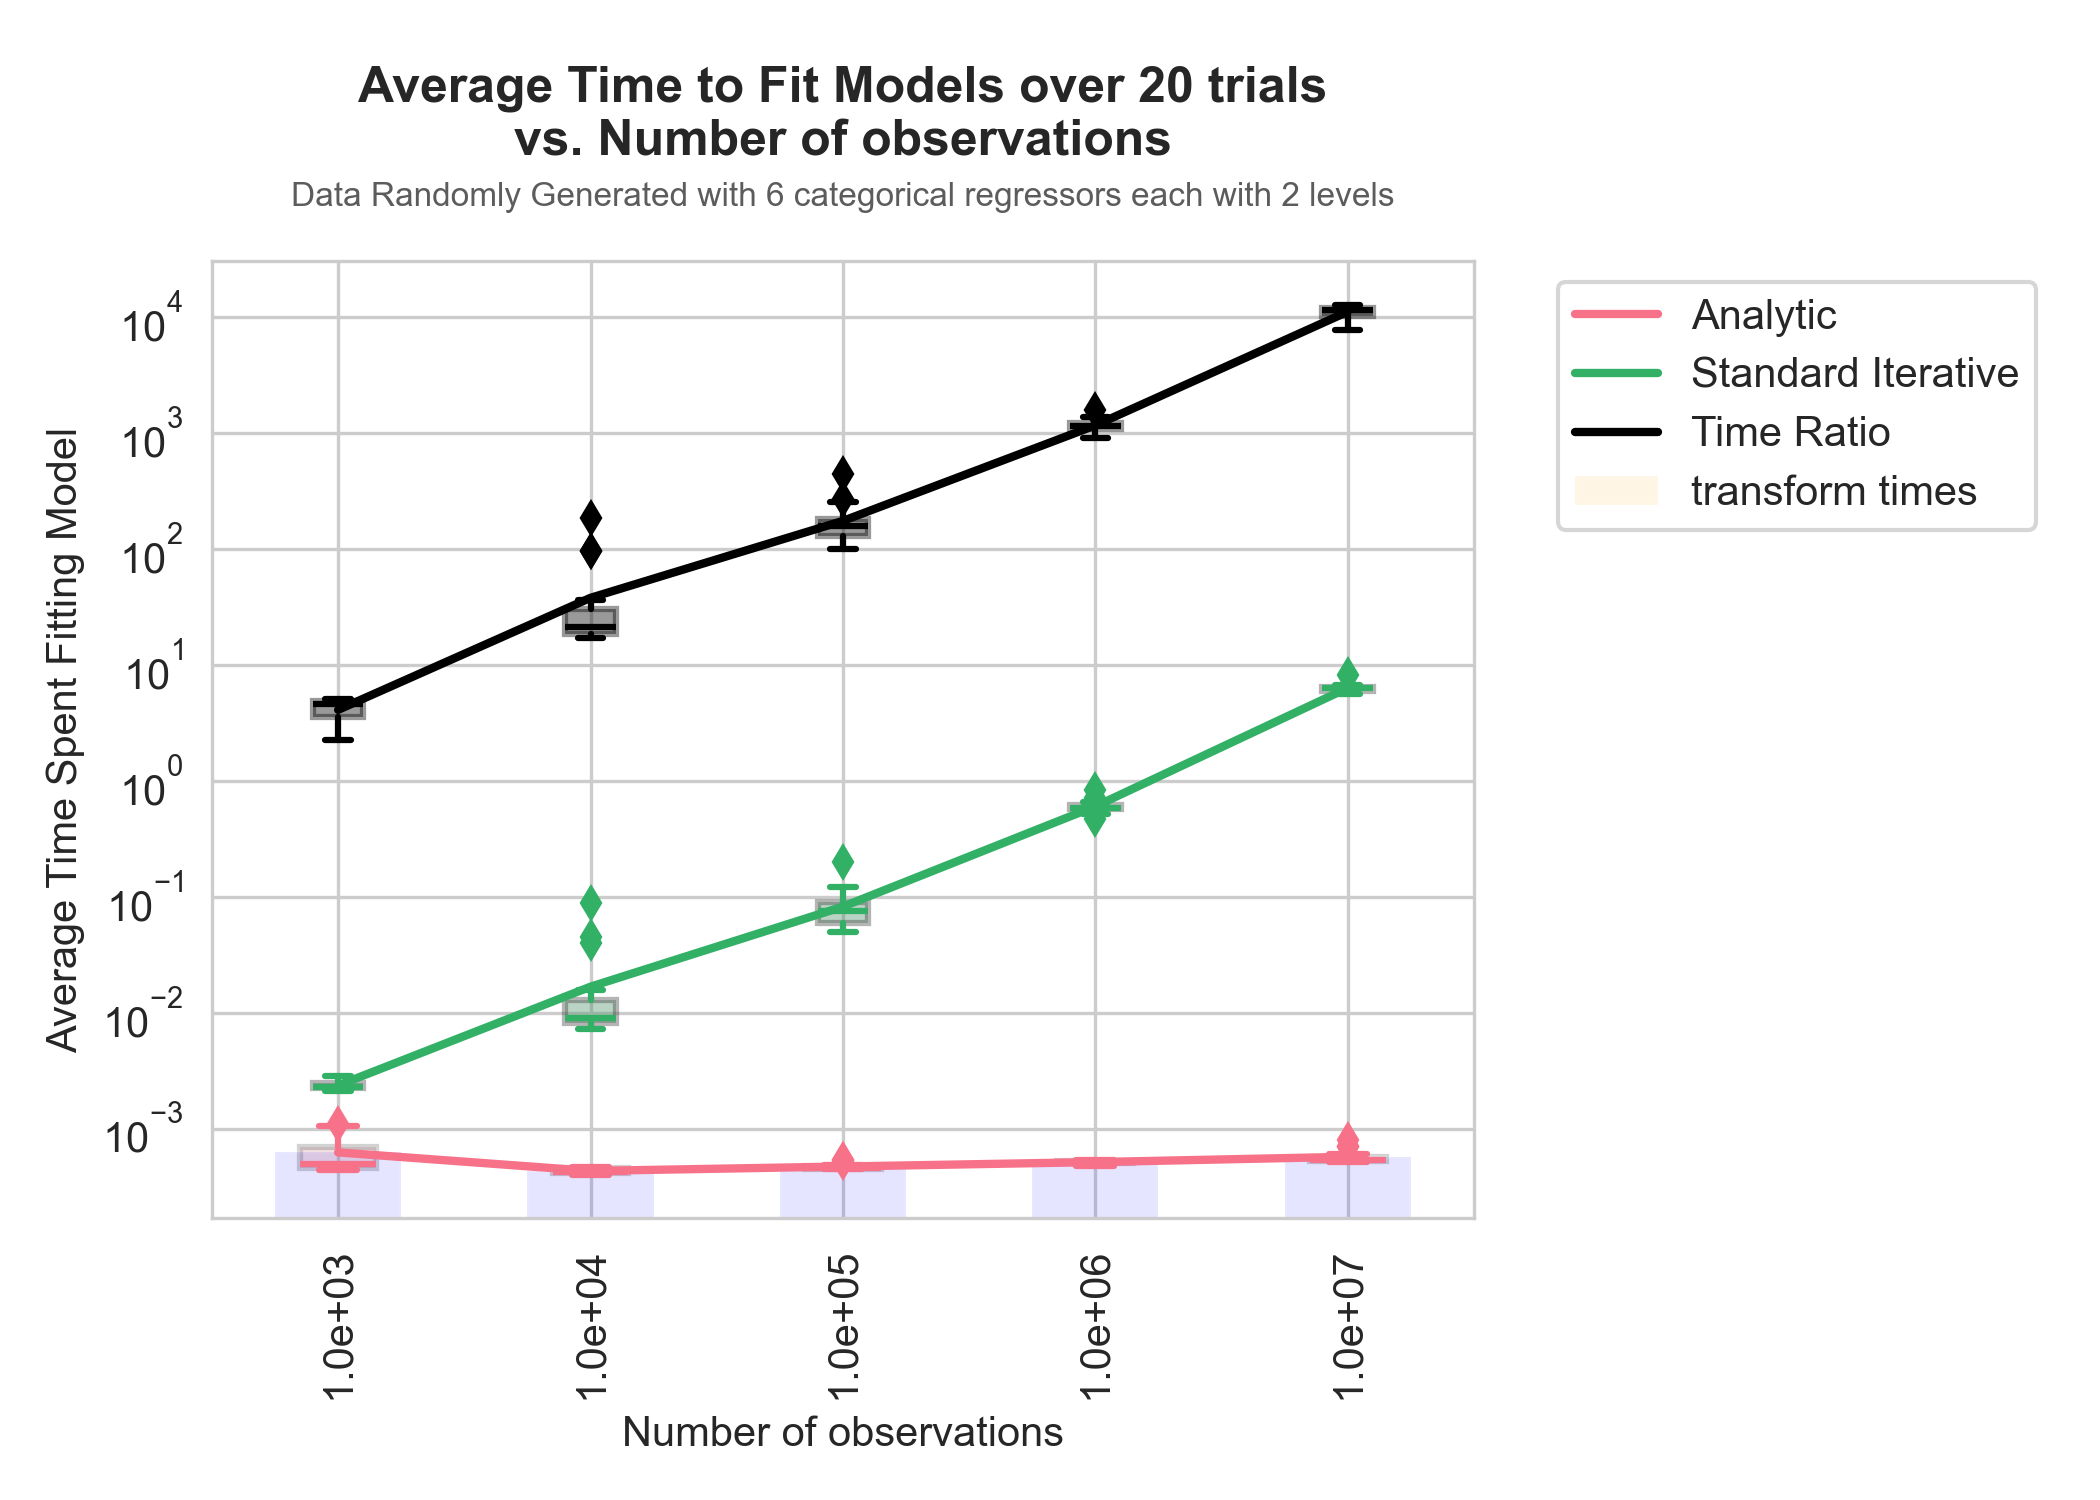 Average Time to Fit Models over 20 trials
vs. Number of observations
Data Randomly Generated with 6 categorical regressors each with 2 levels
Average Time Spent Fitting Model
10^4
10^3
10^2
10^1
10^0
10^−1
10^−2
10^−3
1.0e+03
1.0e+04
1.0e+05
1.0e+06
1.0e+07
Number of observations
Analytic
Standard Iterative
Time Ratio
transform times